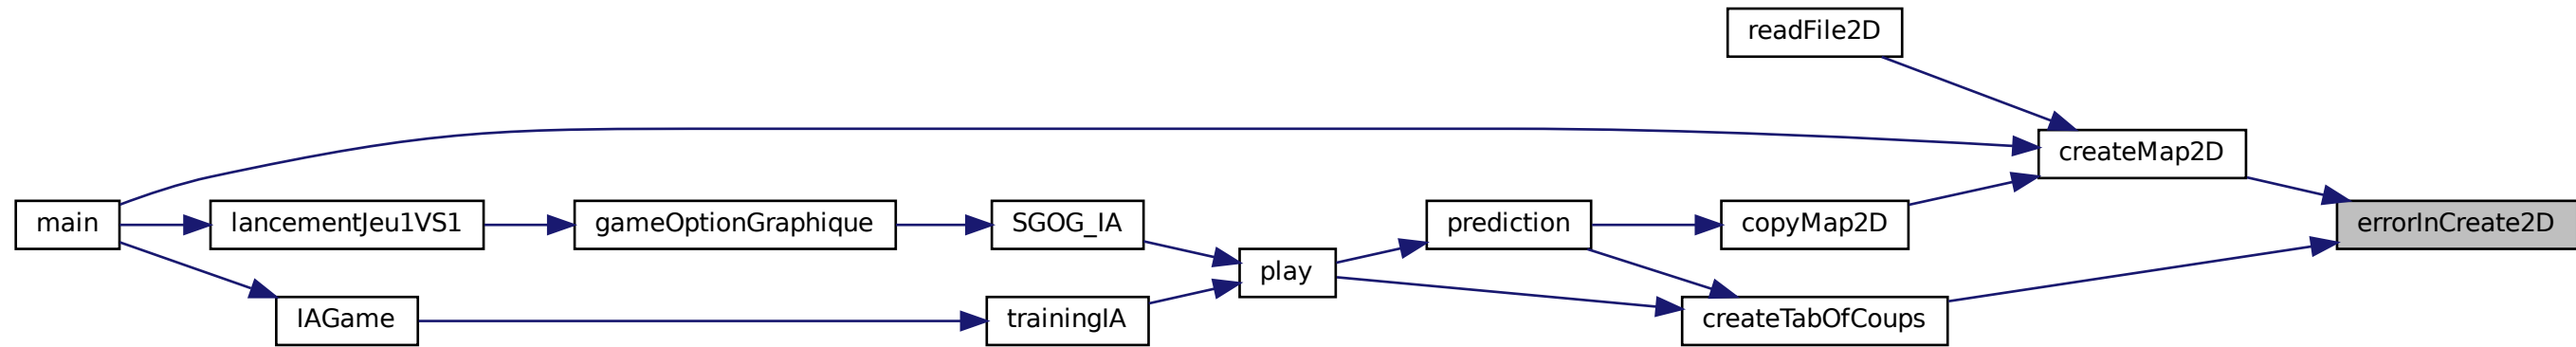 readFile2D
createMap2D
main
lancementJeu1VS1
gameOptionGraphique
SGOG_IA
prediction
copyMap2D
errorInCreate2D
play
IAGame
trainingIA
createTabOfCoups